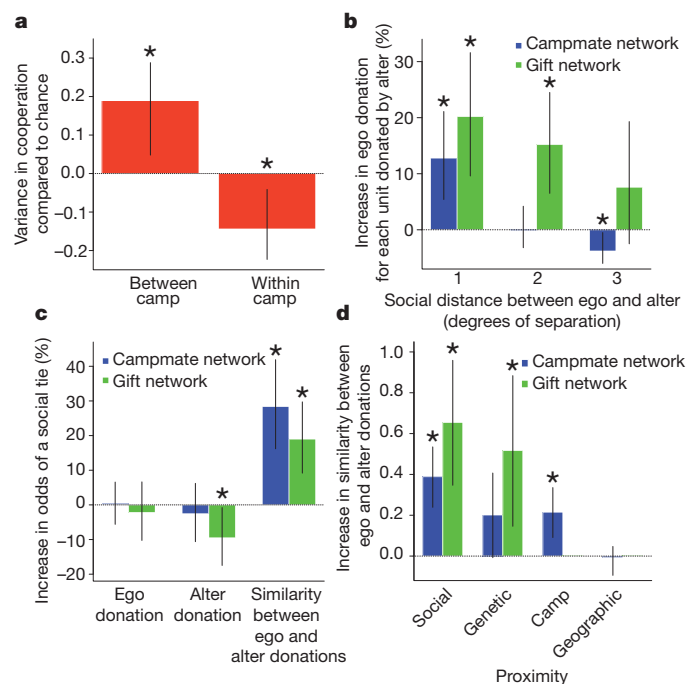 a
Variance in cooperation
compared to chance
0.3
0.2
0.1
0.0
−0.1
−0.2
*
*
Between
camp
Within
camp
b
Increase in ego donation
for each unit donated by alter (%)
30
20
10
0
Campmate network
Gift network
*
*
*
*
1
2
3
Social distance between ego and alter
(degrees of separation)
c
Increase in odds of a social tie (%)
40
30
20
10
0
−10
−20
Campmate network
Gift network
*
*
*
Ego
donation
Alter
donation
Similarity
between
ego and
alter donations
d
Increase in similarity between
ego and alter donations
1.0
0.8
0.6
0.4
0.2
0.0
Campmate network
Gift network
*
*
*
*
Social
Genetic
Camp
Geographic
Proximity